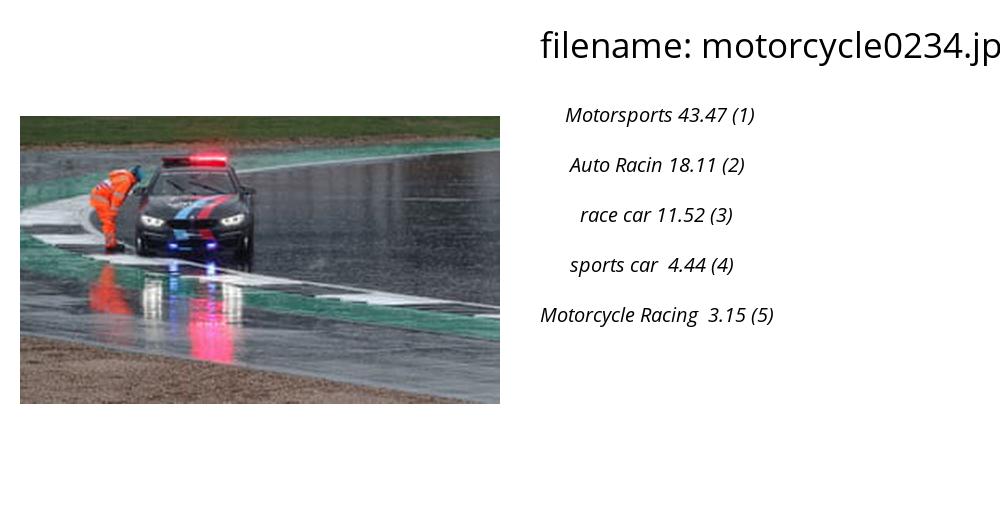 filename: motorcycle0234.jp
Motorsports 43.47 (1)
Auto Racin 18.11 (2)
race car 11.52 (3)
sports car 4.44 (4)
Motorcycle Racing 3.15 (5)